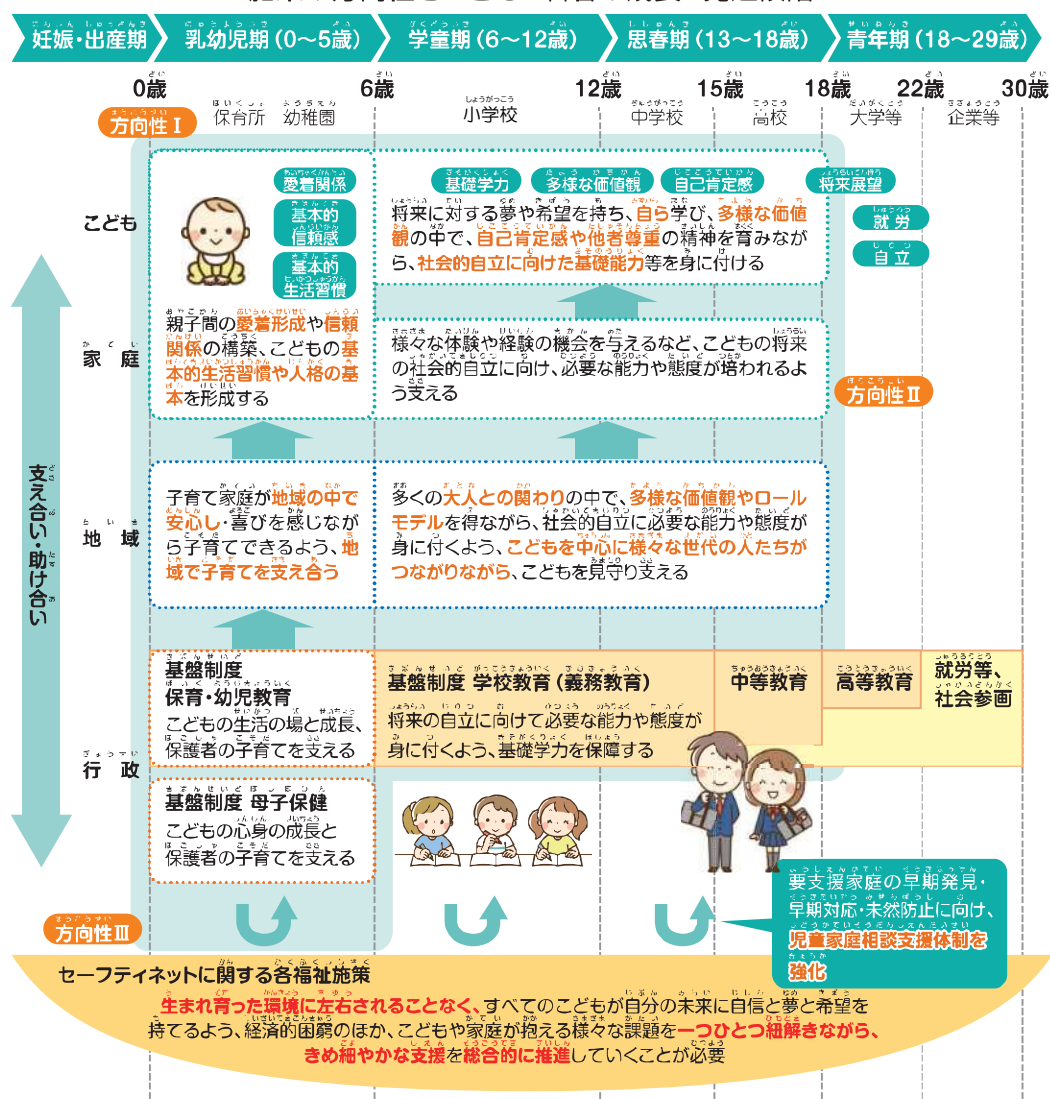 妊娠・出産期 乳幼児期(0～5歳) 学童期(6～12歳) 思春期(13～18歳) 青年期(18～29歳)
0歳 6歳 12歳 15歳 18歳 22歳 30歳
方向性Ⅰ 保育所 幼稚園 小学校 中学校 高校 大学等 企業等
こども
愛着関係
基本的
信頼感
基本的
生活習慣
基礎学力 多様な価値観 自己肯定感 将来展望
就労
自立
将来に対する夢や希望を持ち、自ら学び、多様な価値
観の中で、自己肯定感や他者尊重の精神を育みなが
ら、社会的自立に向けた基礎能力等を身に付ける
家庭
親子間の愛着形成や信頼
関係の構築、こどもの基
本的生活習慣や人格の基
本を形成する
様々な体験や経験の機会を与えるなど、こどもの将来
の社会的自立に向け、必要な能力や態度が培われるよ
う支える
方向性Ⅱ
支え合い・助け合い
地域
子育て家庭が地域の中で
安心し・喜びを感じなが
ら子育てできるよう、地
域で子育てを支え合う
多くの大人との関わりの中で、多様な価値観やロール
モデルを得ながら、社会的自立に必要な能力や態度が
身に付くよう、こどもを中心に様々な世代の人たちが
つながりながら、こどもを見守り支える
行政
基盤制度
保育・幼児教育
こどもの生活の場と成長、
保護者の子育てを支える
基盤制度 学校教育(義務教育)
将来の自立に向けて必要な能力や態度が
身に付くよう、基礎学力を保障する
中等教育
高等教育
就労等、
社会参画
基盤制度 母子保健
こどもの心身の成長と
保護者の子育てを支える
方向性Ⅲ
要支援家庭の早期発見・
早期対応・未然防止に向け、
児童家庭相談支援体制を
強化
セーフティネットに関する各福祉施策
生まれ育った環境に左右されることなく、すべてのこどもが自分の未来に自信と夢と希望を
持てるよう、経済的困窮のほか、こどもや家庭が抱える様々な課題を一つひとつ紐解きながら、
きめ細やかな支援を総合的に推進していくことが必要